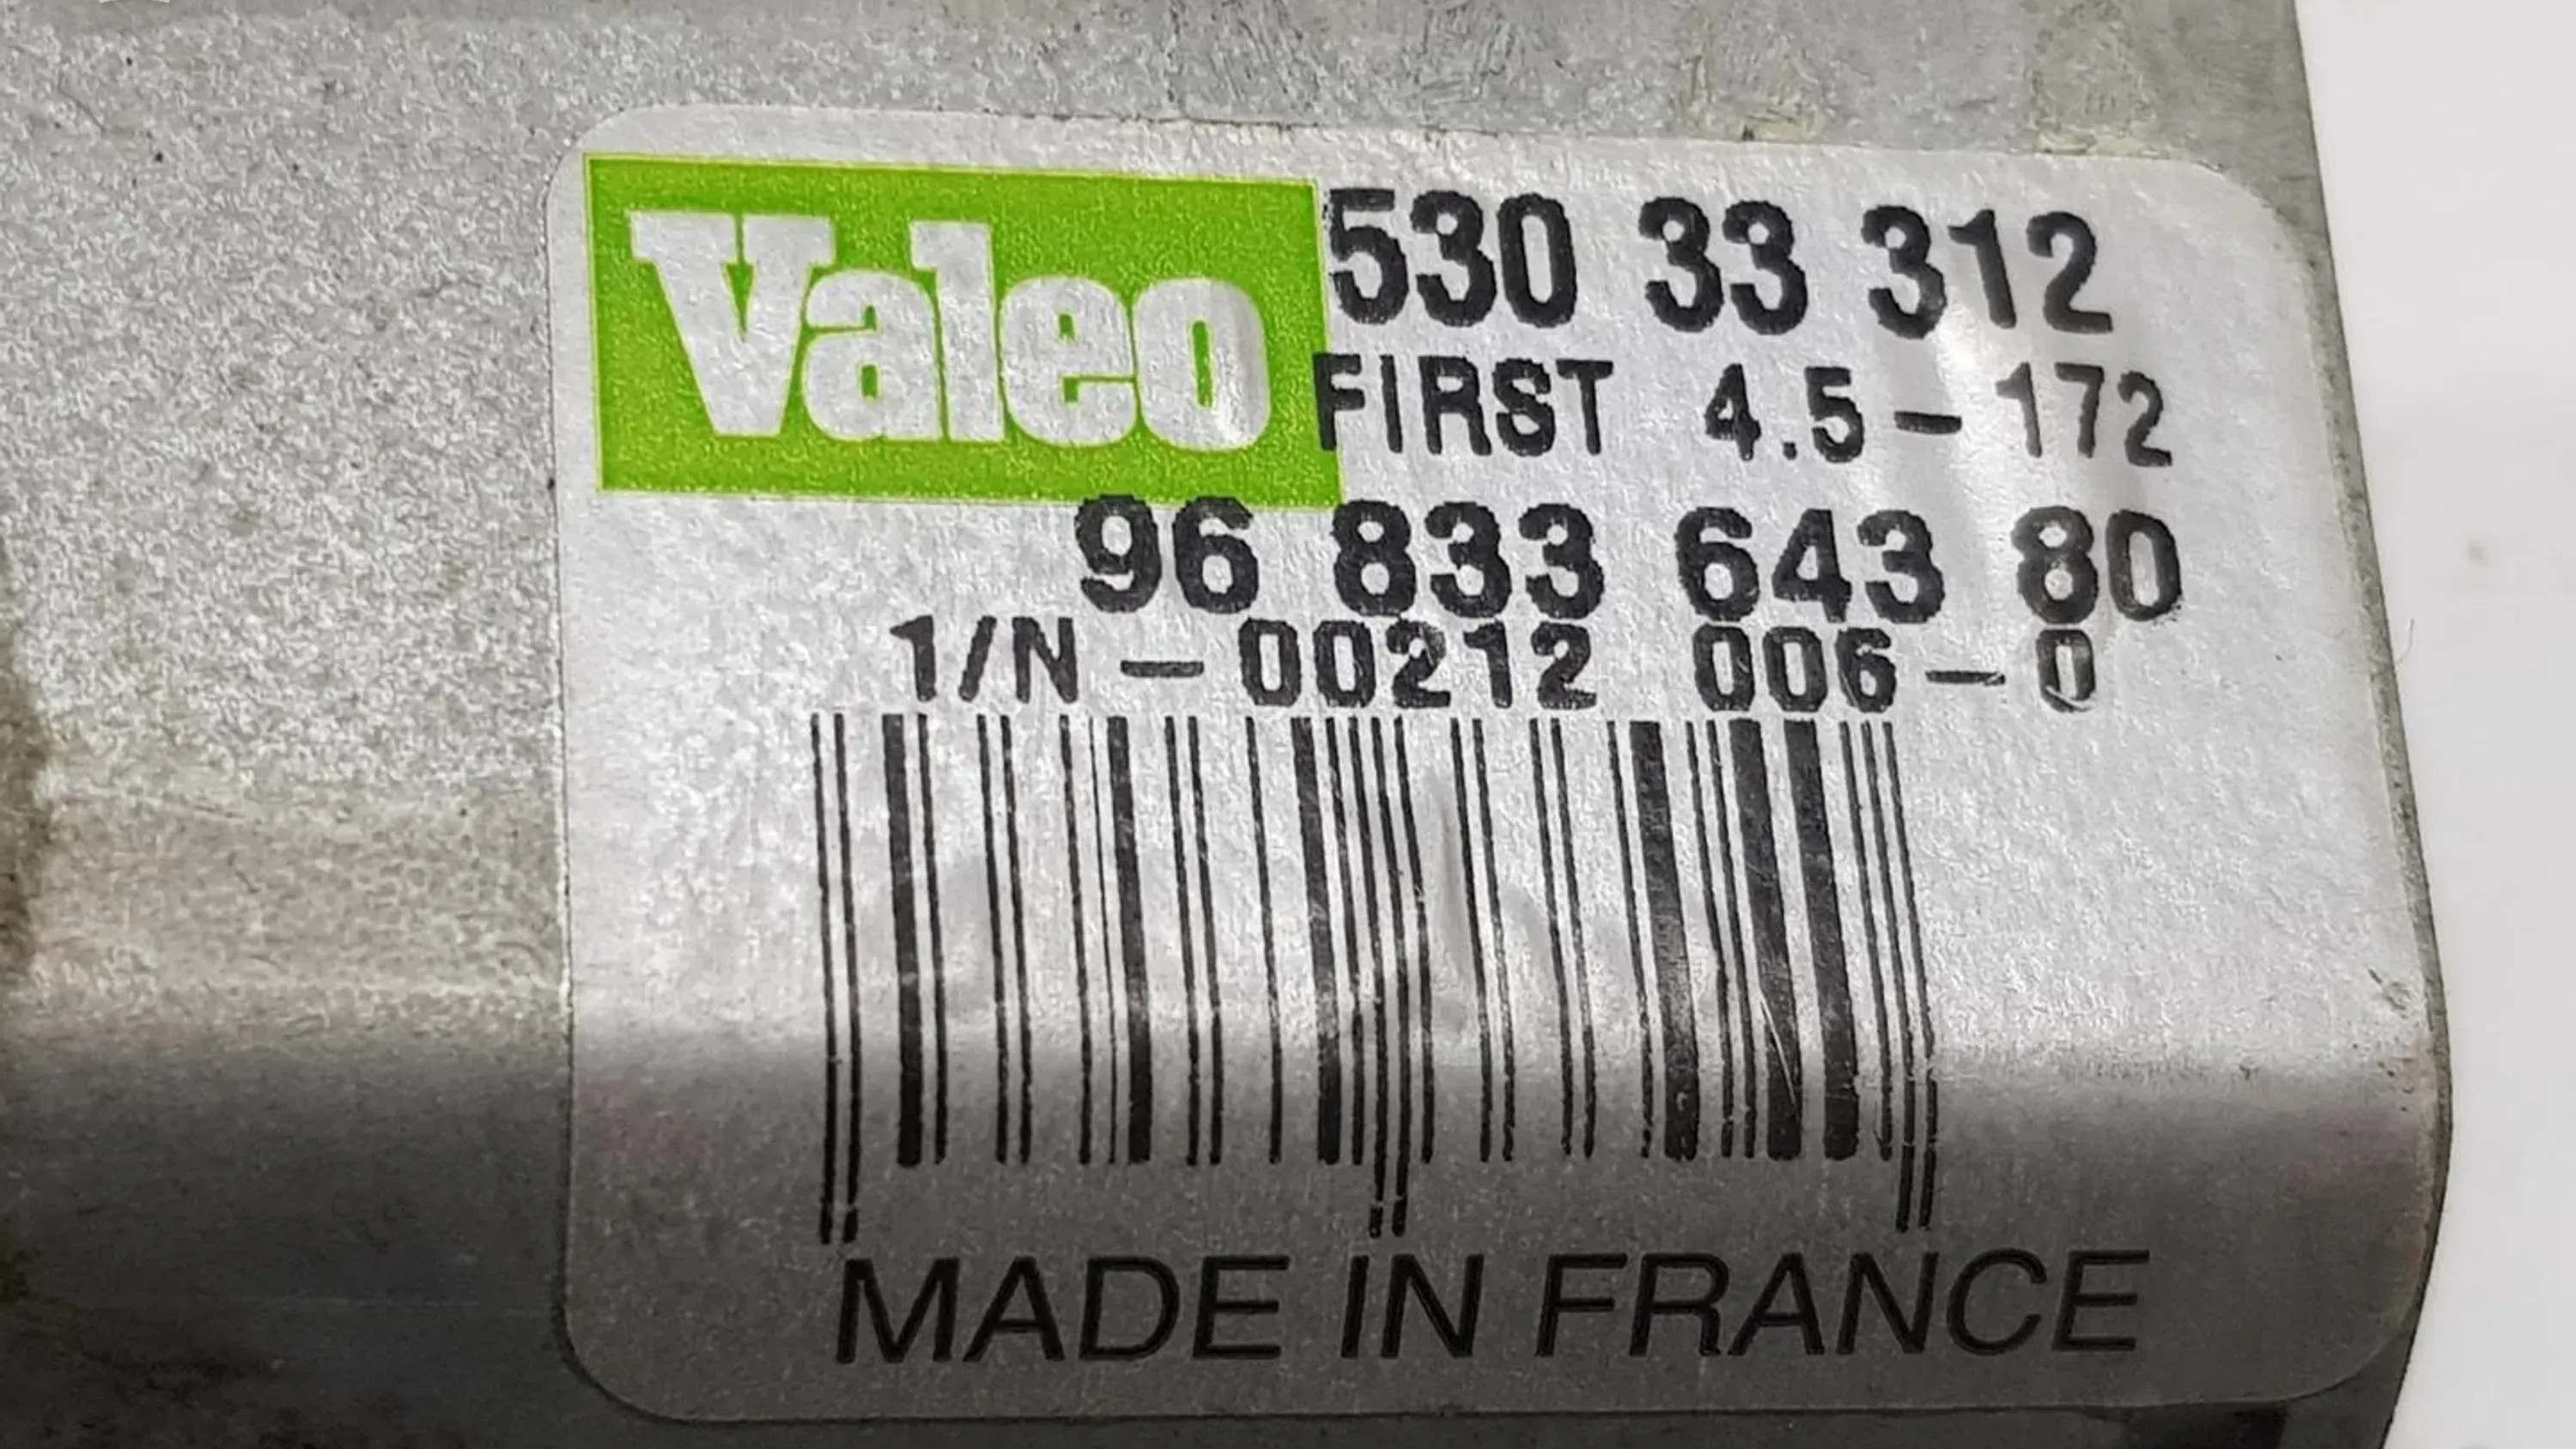 Valeo
530 33 312
FIRST 4.5-172
96 833 643 80
1/N-00212 006-0
MADE IN FRANCE